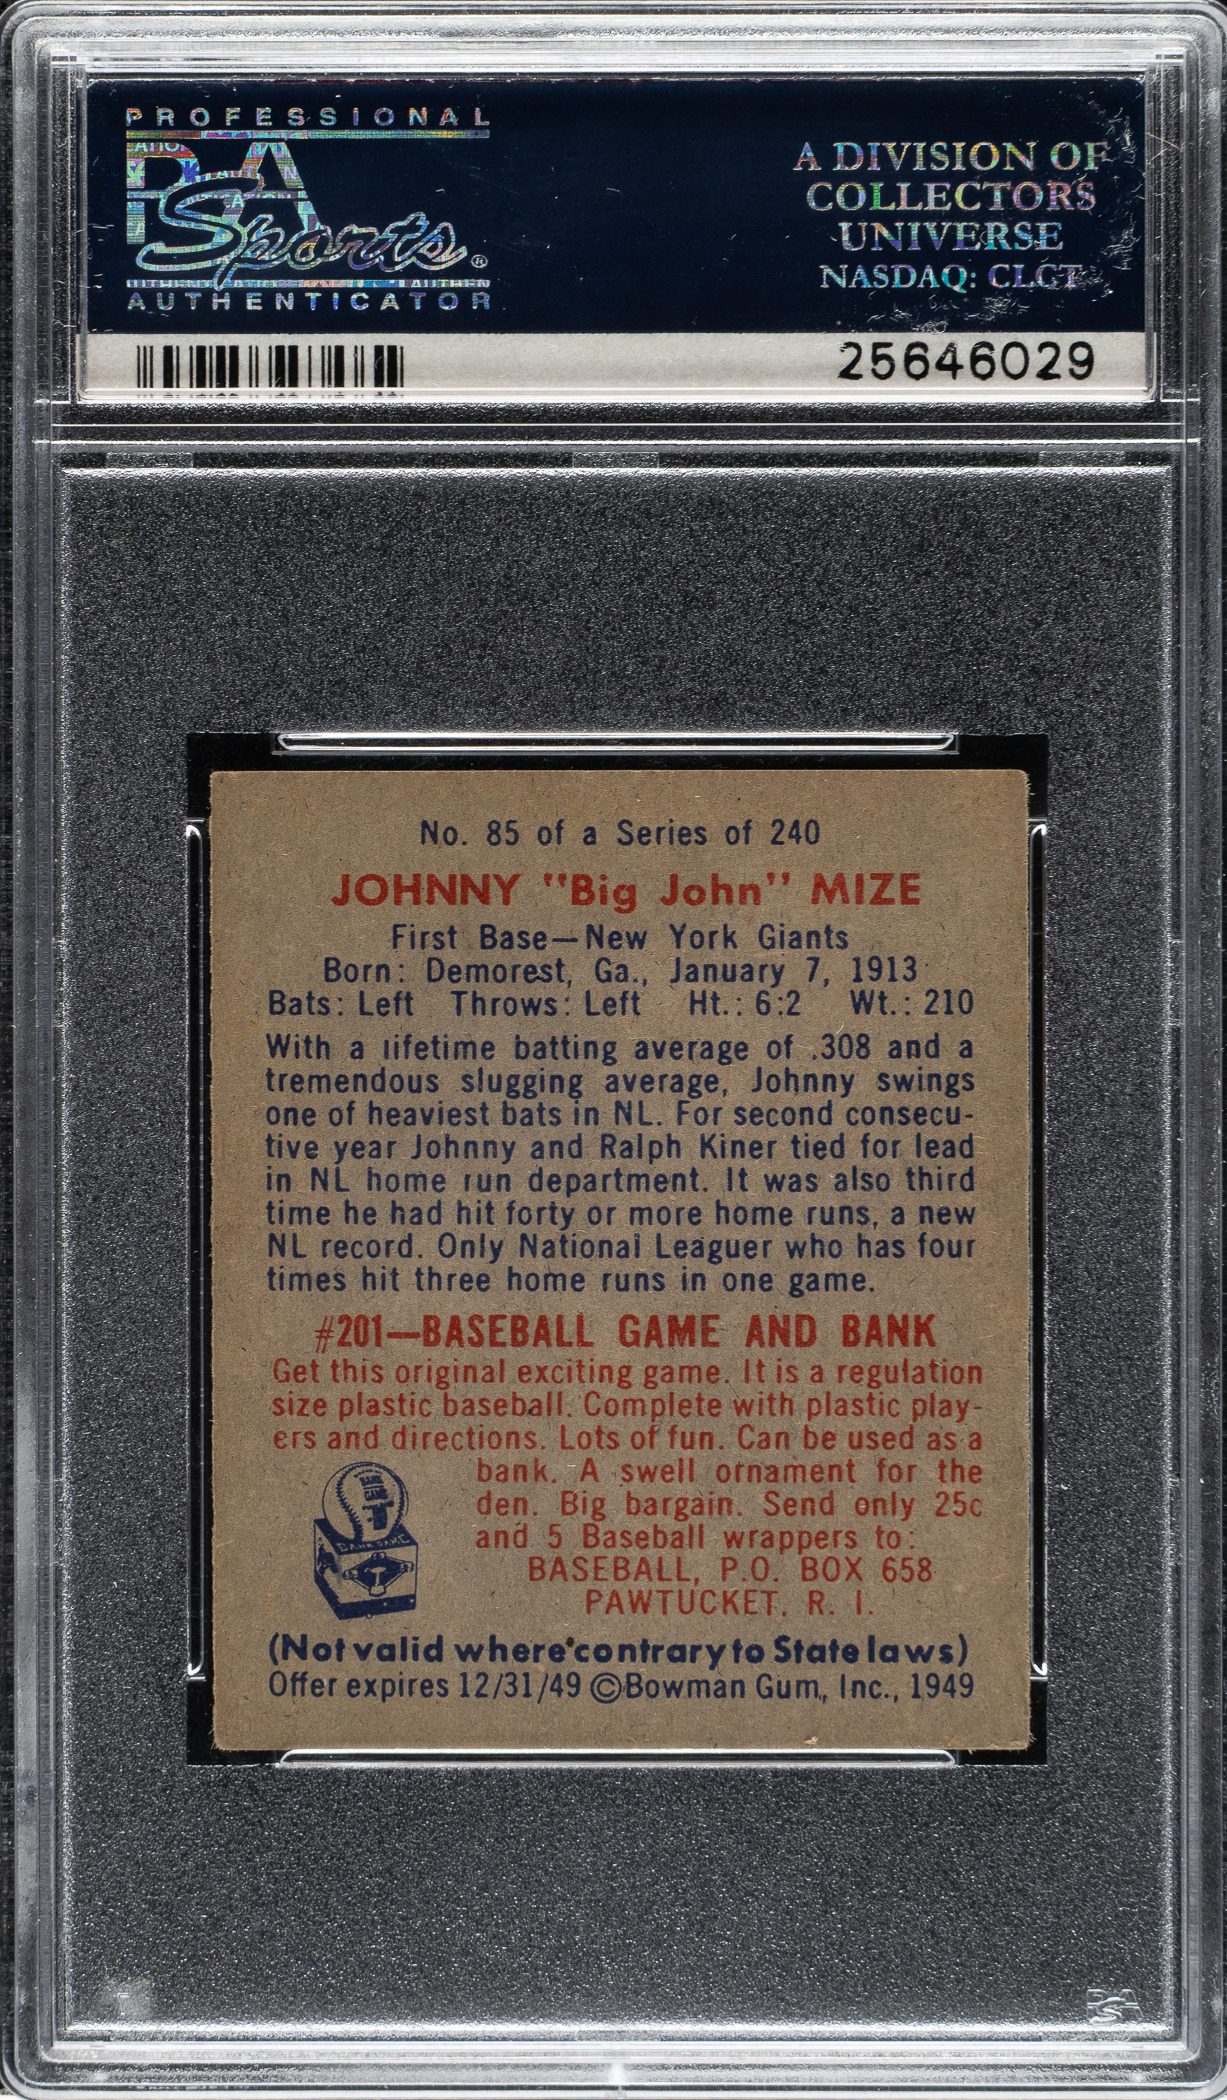 PROFESSIONAL
PSA
Sports®
AUTHENTICATOR
A DIVISION OF
COLLECTORS
UNIVERSE
NASDAQ: CLCT
25646029
No. 85 of a Series of 240
JOHNNY "Big John" MIZE
First Base—New York Giants
Born: Demorest, Ga., January 7, 1913
Bats: Left Throws: Left Ht.: 6:2 Wt.: 210
With a lifetime batting average of .308 and a
tremendous slugging average, Johnny swings
one of heaviest bats in NL. For second consecu-
tive year Johnny and Ralph Kiner tied for lead
in NL home run department. It was also third
time he had hit forty or more home runs, a new
NL record. Only National Leaguer who has four
times hit three home runs in one game.
#201—BASEBALL GAME AND BANK
Get this original exciting game. It is a regulation
size plastic baseball. Complete with plastic play-
ers and directions. Lots of fun. Can be used as a
bank. A swell ornament for the
den. Big bargain. Send only 25c
and 5 Baseball wrappers to:
BASEBALL, P.O. BOX 658
PAWTUCKET, R. I.
BANK
GAME
BANK GAME
(Not valid where contrary to State laws)
Offer expires 12/31/49 ©Bowman Gum, Inc., 1949
PSA